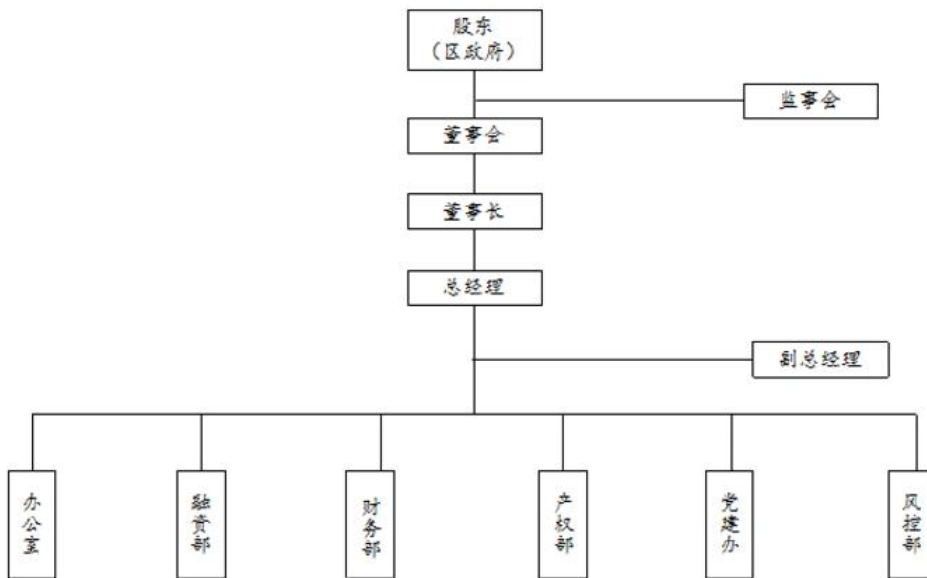 股东
（区政府）
监事会
董事会
董事长
总经理
副总经理
办公室
融资部
财务部
产权部
党建办
风控部